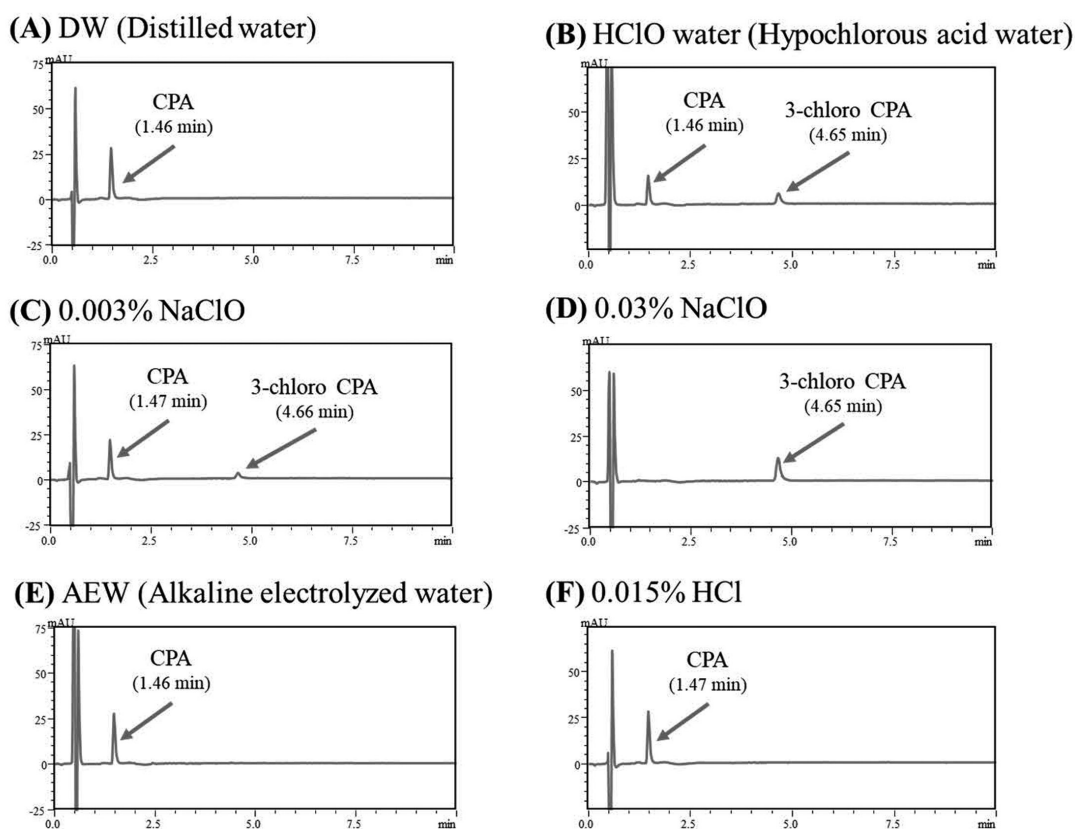 (A) DW (Distilled water)
mAU
75
50
25
0
-25
CPA
(1.46 min)
0.0 2.5 5.0 7.5 min
(B) HClO water (Hypochlorous acid water)
mAU
50
25
0
CPA
(1.46 min)
3-chloro CPA
(4.65 min)
0.0 2.5 5.0 7.5 min
(C) 0.003% NaClO
mAU
75
50
25
0
-25
CPA
(1.47 min)
3-chloro CPA
(4.66 min)
0.0 2.5 5.0 7.5 min
(D) 0.03% NaClO
mAU
50
25
0
-25
3-chloro CPA
(4.65 min)
0.0 2.5 5.0 7.5 min
(E) AEW (Alkaline electrolyzed water)
mAU
75
50
25
0
-25
CPA
(1.46 min)
0.0 2.5 5.0 7.5 min
(F) 0.015% HCl
mAU
50
25
0
CPA
(1.47 min)
0.0 2.5 5.0 7.5 min